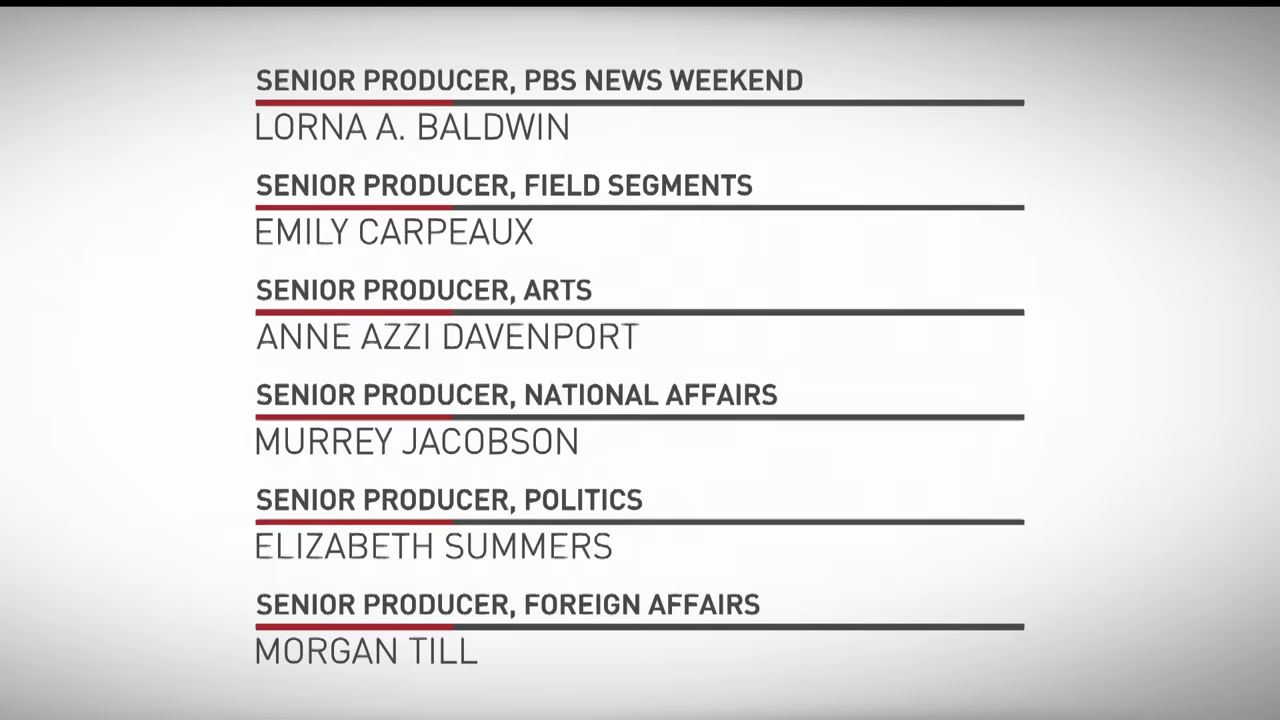 SENIOR PRODUCER, PBS NEWS WEEKEND
LORNA A. BALDWIN
SENIOR PRODUCER, FIELD SEGMENTS
EMILY CARPEAUX
SENIOR PRODUCER, ARTS
ANNE AZZI DAVENPORT
SENIOR PRODUCER, NATIONAL AFFAIRS
MURREY JACOBSON
SENIOR PRODUCER, POLITICS
ELIZABETH SUMMERS
SENIOR PRODUCER, FOREIGN AFFAIRS
MORGAN TILL